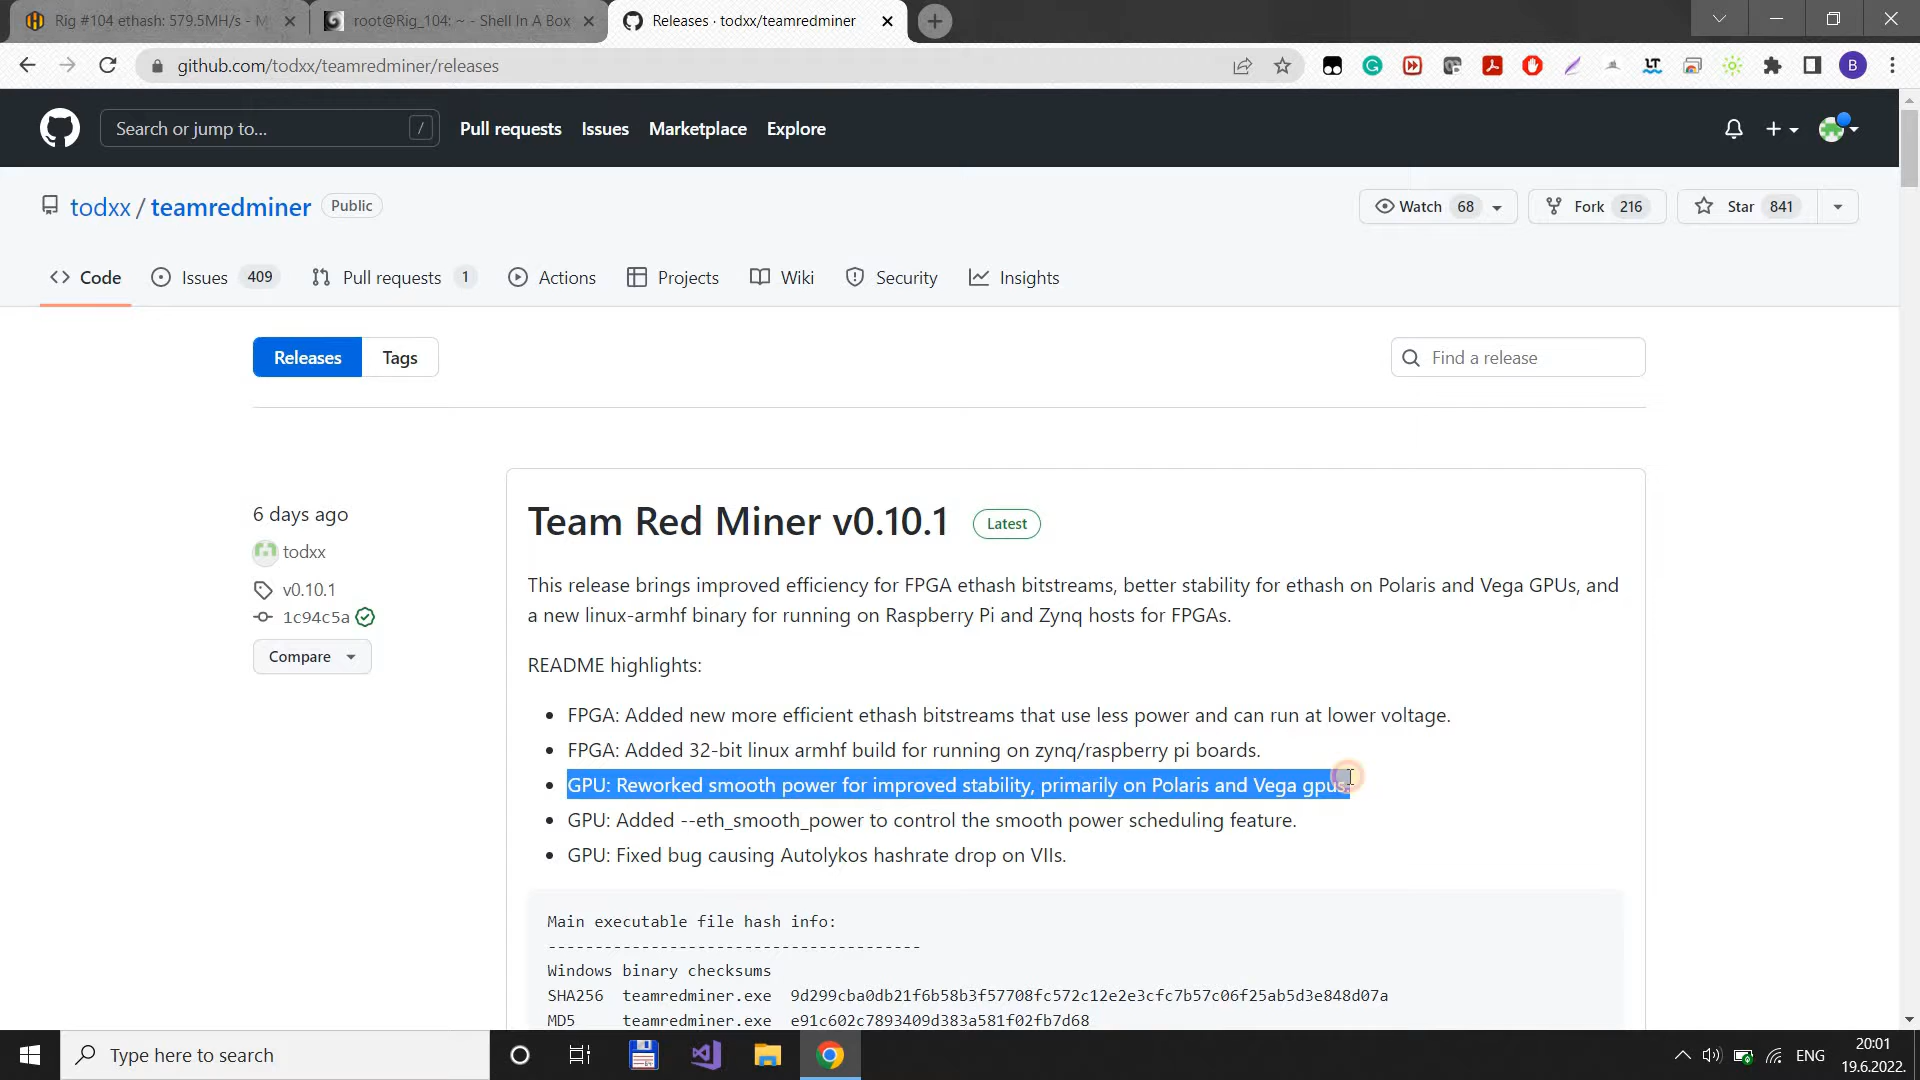 Rig #104 ethash: 579.5MH/s - M
root@Rig_104: ~ - Shell In A Box
Releases · todxx/teamredminer
github.com/todxx/teamredminer/releases
B
Search or jump to...
/
Pull requests
Issues
Marketplace
Explore
todxx / teamredminer
Public
Watch 68
Fork 216
Star 841
Code
Issues 409
Pull requests 1
Actions
Projects
Wiki
Security
Insights
Releases
Tags
Find a release
6 days ago
todxx
v0.10.1
1c94c5a
Compare
Team Red Miner v0.10.1 Latest
This release brings improved efficiency for FPGA ethash bitstreams, better stability for ethash on Polaris and Vega GPUs, and
a new linux-armhf binary for running on Raspberry Pi and Zynq hosts for FPGAs.
README highlights:
• FPGA: Added new more efficient ethash bitstreams that use less power and can run at lower voltage.
• FPGA: Added 32-bit linux armhf build for running on zynq/raspberry pi boards.
• GPU: Reworked smooth power for improved stability, primarily on Polaris and Vega gpus.
• GPU: Added --eth_smooth_power to control the smooth power scheduling feature.
• GPU: Fixed bug causing Autolykos hashrate drop on VIIs.
Main executable file hash info:
---------------------------------------
Windows binary checksums
SHA256 teamredminer.exe 9d299cba0db21f6b58b3f57708fc572c12e2e3cfc7b57c06f25ab5d3e848d07a
MD5 teamredminer.exe e91c602c7893409d383a581f02fb7d68
Type here to search
ENG
20:01
19.6.2022.